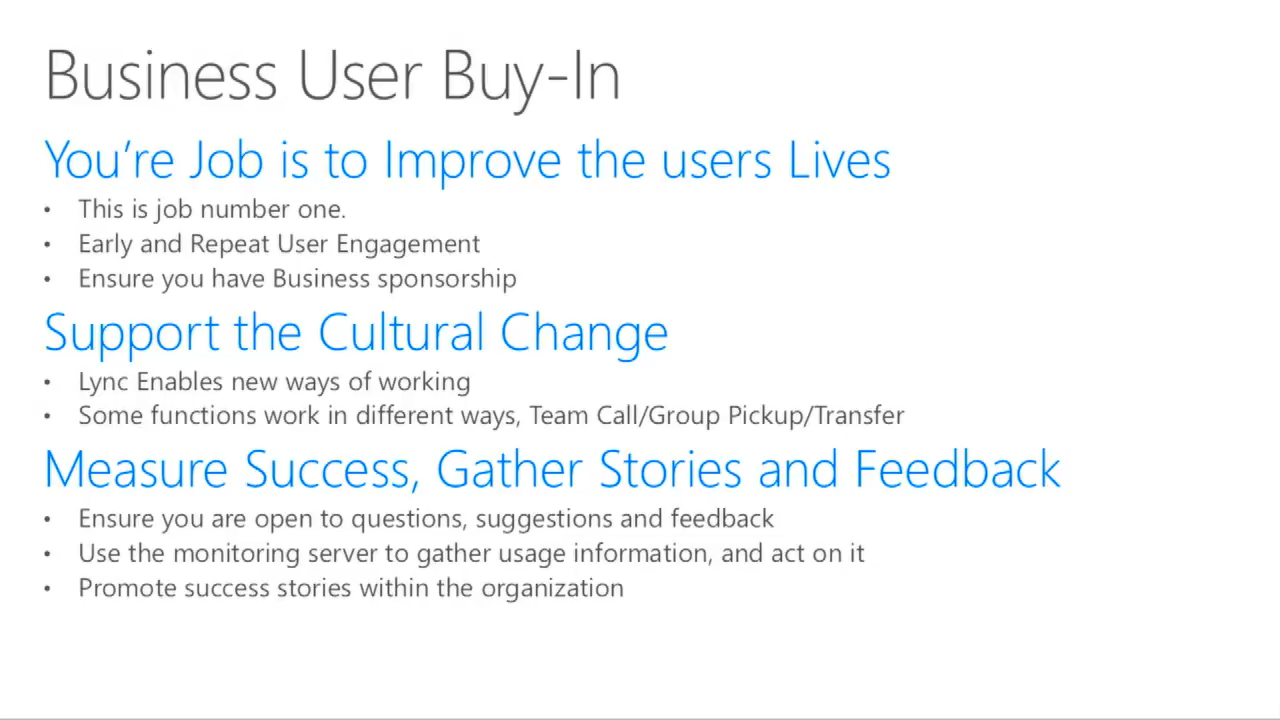 Business User Buy-In
You're Job is to Improve the users Lives
• This is job number one.
• Early and Repeat User Engagement
• Ensure you have Business sponsorship
Support the Cultural Change
• Lync Enables new ways of working
• Some functions work in different ways, Team Call/Group Pickup/Transfer
Measure Success, Gather Stories and Feedback
• Ensure you are open to questions, suggestions and feedback
• Use the monitoring server to gather usage information, and act on it
• Promote success stories within the organization